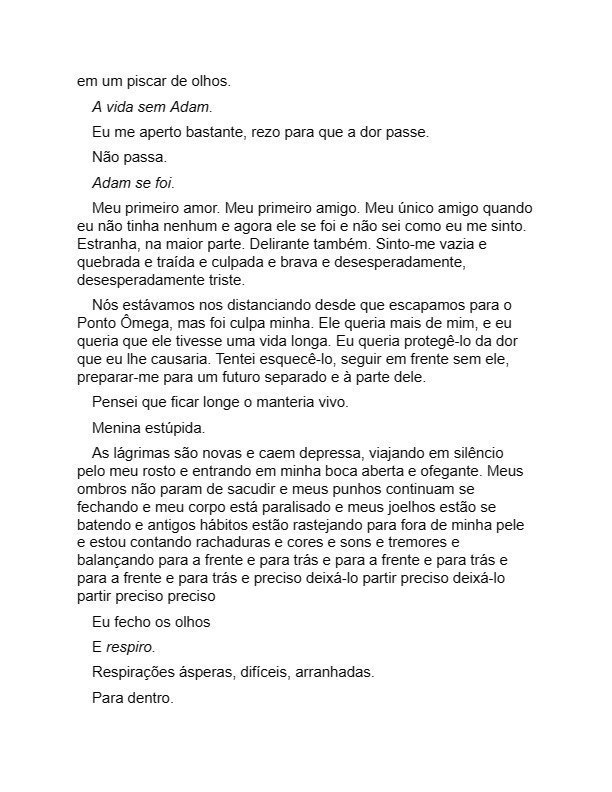 em um piscar de olhos.
A vida sem Adam.
Eu me aperto bastante, rezo para que a dor passe.
Não passa.
Adam se foi.
Meu primeiro amor. Meu primeiro amigo. Meu único amigo quando
eu não tinha nenhum e agora ele se foi e não sei como eu me sinto.
Estranha, na maior parte. Delirante também. Sinto-me vazia e
quebrada e traída e culpada e brava e desesperadamente,
desesperadamente triste.
Nós estávamos nos distanciando desde que escapamos para o
Ponto Ômega, mas foi culpa minha. Ele queria mais de mim, e eu
queria que ele tivesse uma vida longa. Eu queria protegê-lo da dor
que eu lhe causaria. Tentei esquecê-lo, seguir em frente sem ele,
preparar-me para um futuro separado e à parte dele.
Pensei que ficar longe o manteria vivo.
Menina estúpida.
As lágrimas são novas e caem depressa, viajando em silêncio
pelo meu rosto e entrando em minha boca aberta e ofegante. Meus
ombros não param de sacudir e meus punhos continuam se
fechando e meu corpo está paralisado e meus joelhos estão se
batendo e antigos hábitos estão rastejando para fora de minha pele
e estou contando rachaduras e cores e sons e tremores e
balançando para a frente e para trás e para a frente e para trás e
para a frente e para trás e preciso deixá-lo partir preciso deixá-lo
partir preciso preciso
Eu fecho os olhos
E respiro.
Respirações ásperas, difíceis, arranhadas.
Para dentro.